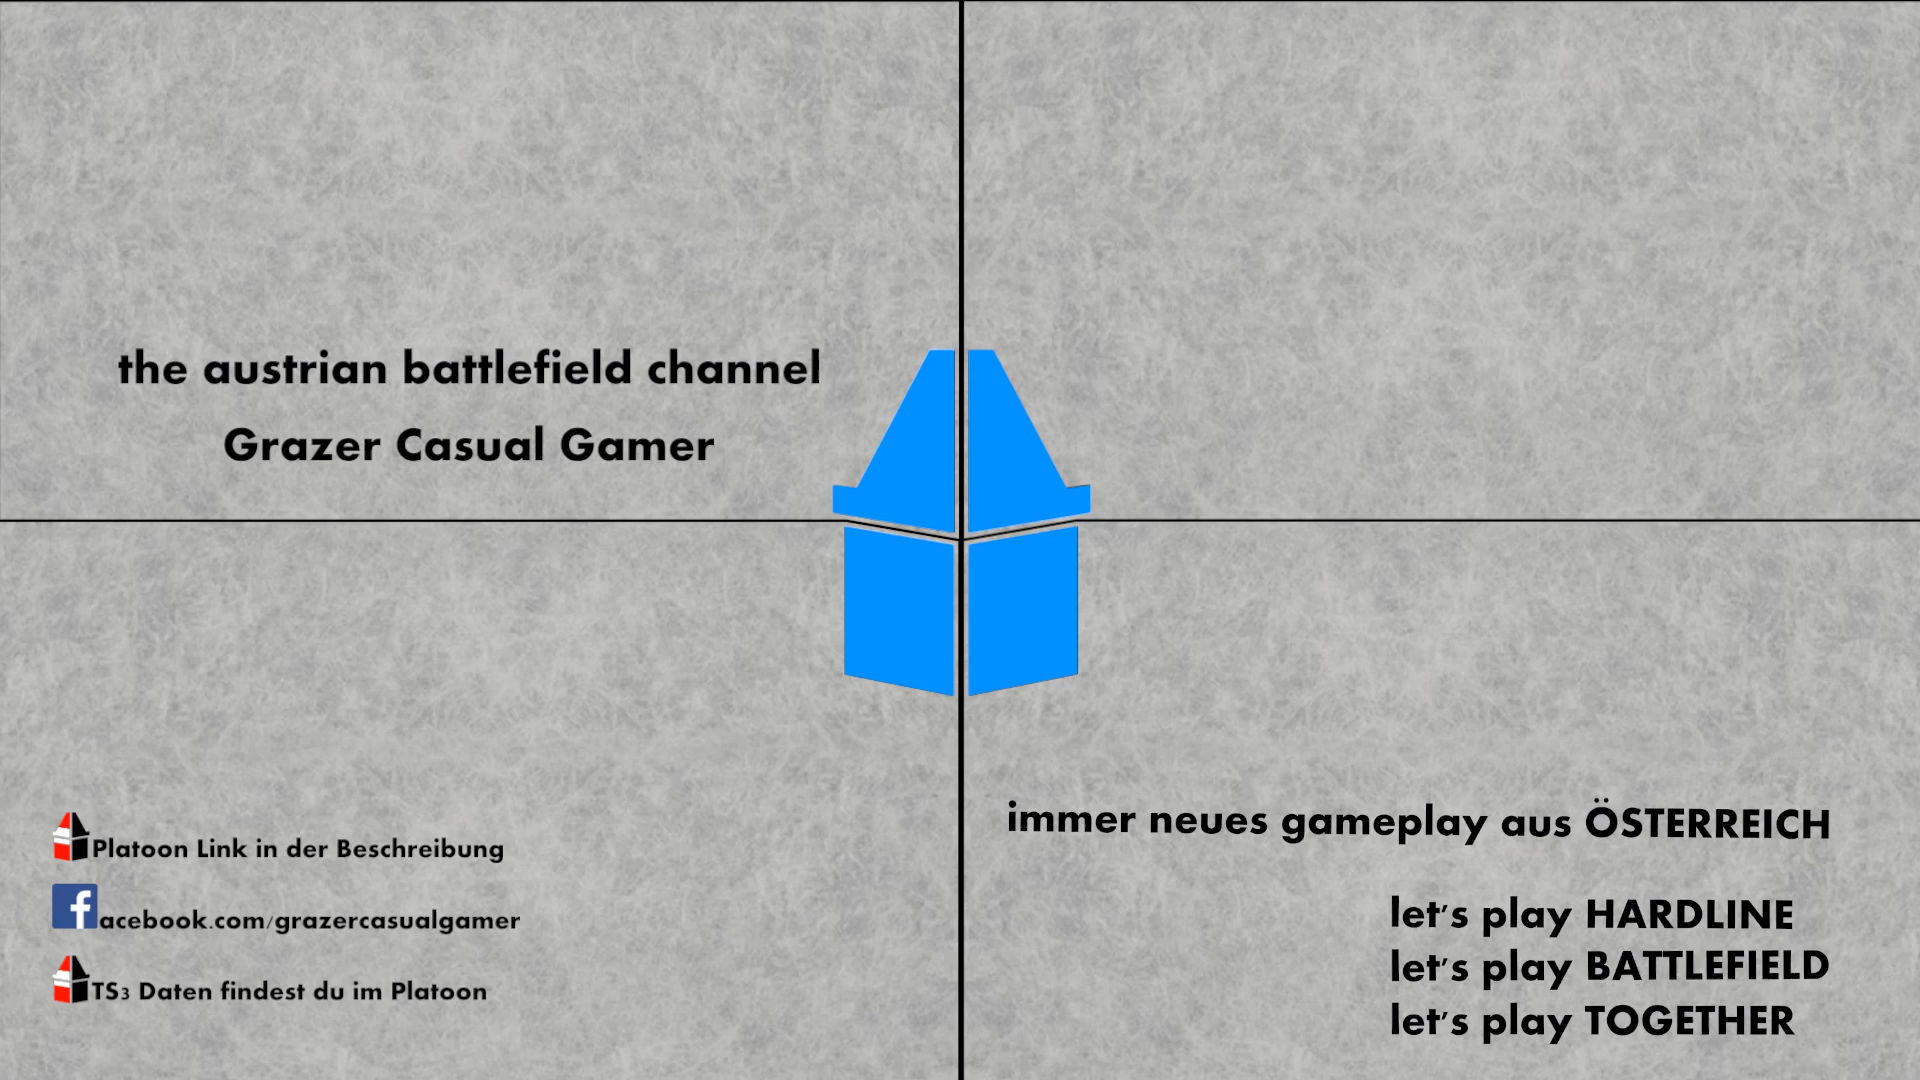 the austrian battlefield channel
Grazer Casual Gamer
Platoon Link in der Beschreibung
facebook.com/grazercasualgamer
TS3 Daten findest du im Platoon
immer neues gameplay aus ÖSTERREICH
let's play HARDLINE
let's play BATTLEFIELD
let's play TOGETHER